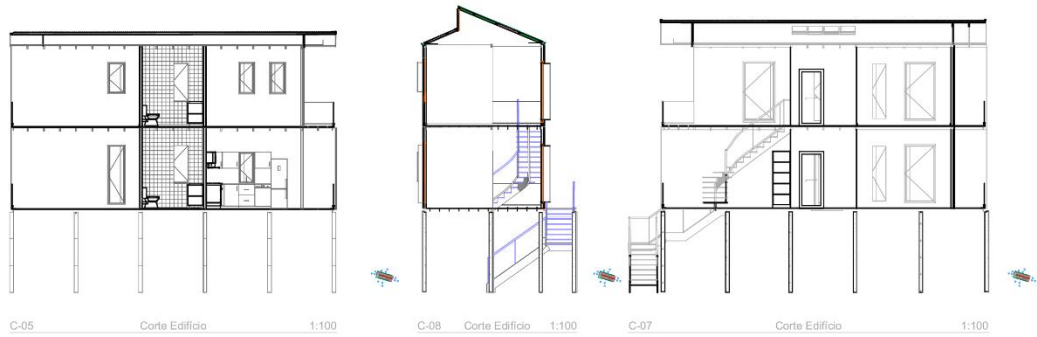 C-05 Corte Edifício 1:100
C-08 Corte Edifício 1:100
C-07 Corte Edifício 1:100